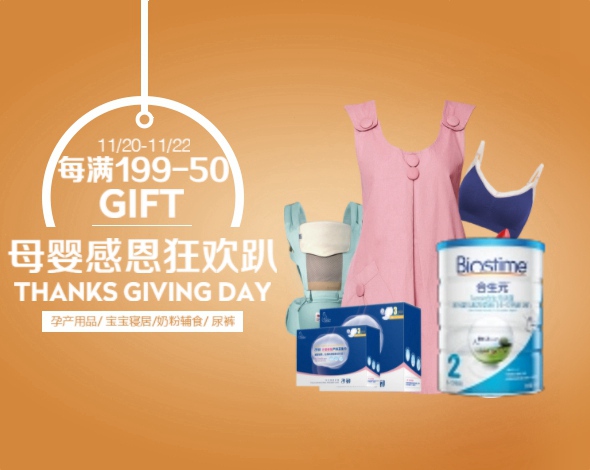 11/20-11/22
每满199-50
GIFT
母婴感恩狂欢趴
THANKS GIVING DAY
孕产用品/ 宝宝寝居/奶粉辅食/ 尿裤
Biostime
合生元
2